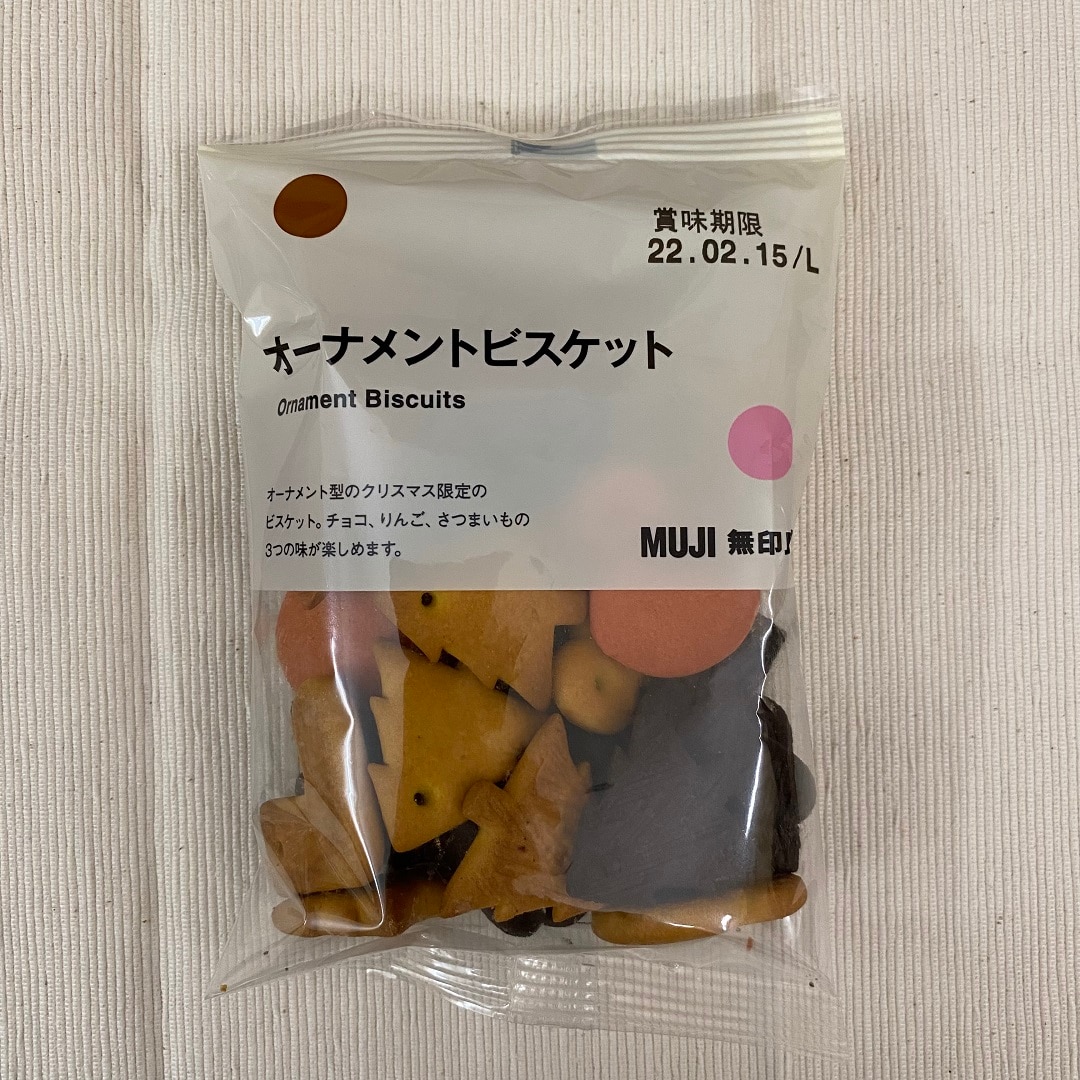 賞味期限
22.02.15/L
オーナメントビスケット
Ornament Biscuits
オーナメント型のクリスマス限定の
ビスケット。チョコ、りんご、さつまいもの
3つの味が楽しめます。
MUJI 無印